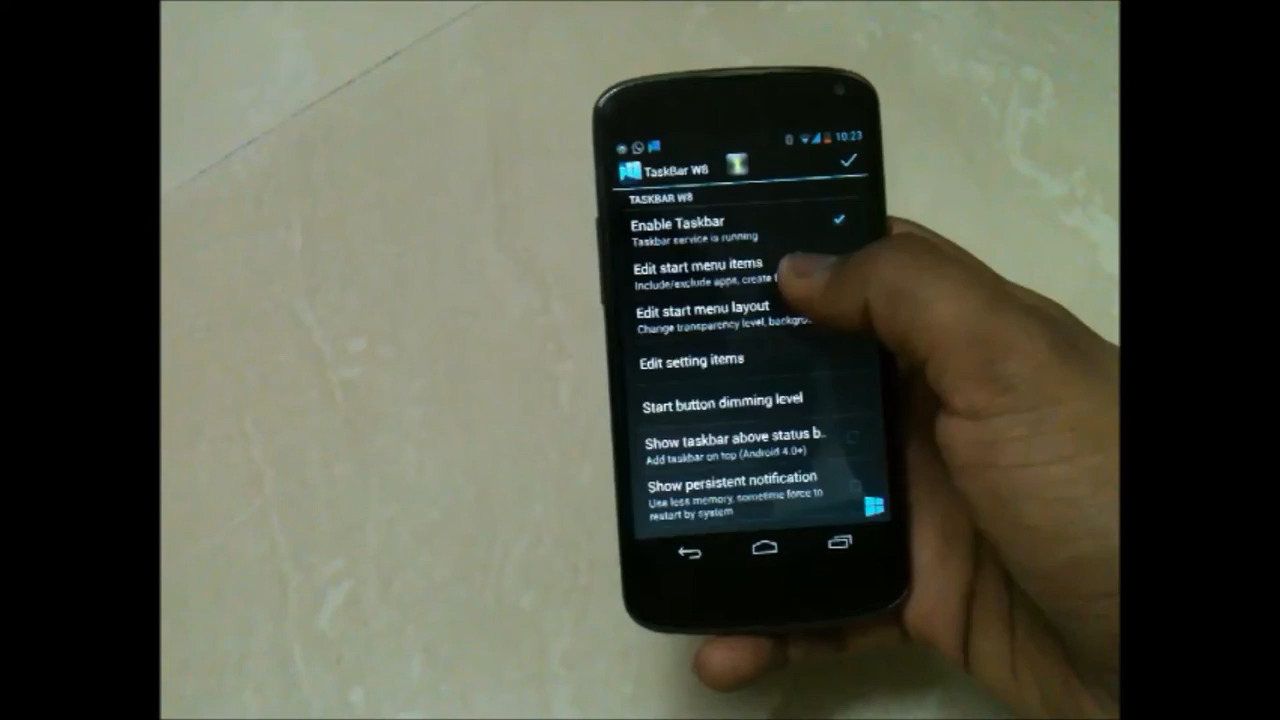 10:23
TaskBar W8
TASKBAR W8
Enable Taskbar
Taskbar service is running
Edit start menu items
Include/exclude apps, create
Edit start menu layout
Change transparency level, backgro
Edit setting items
Start button dimming level
Show taskbar above status b..
Add taskbar on top (Android 4.0+)
Show persistent notification
Use less memory, sometime force to
restart by system